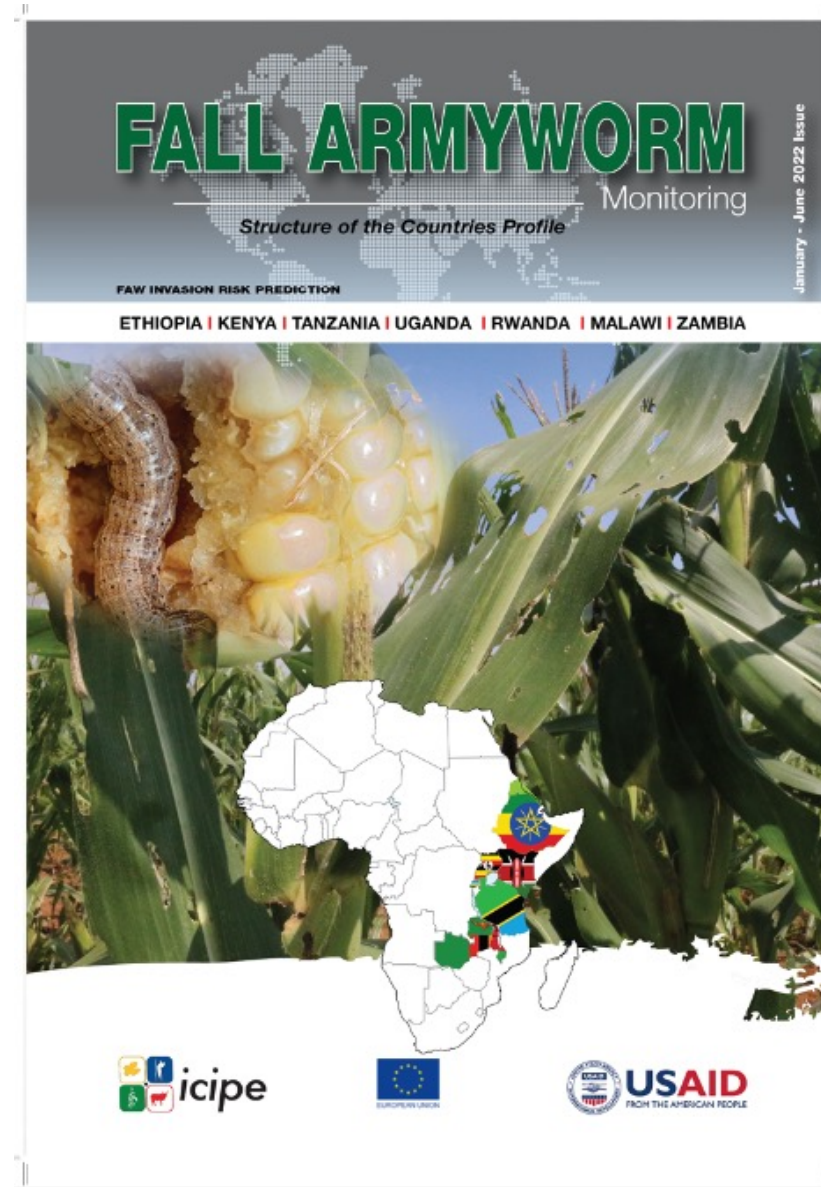 FALL ARMYWORM
Monitoring
Structure of the Countries Profile
January - June 2022 Issue
FAW INVASION RISK PREDICTION
ETHIOPIA I KENYA I TANZANIA I UGANDA I RWANDA I MALAWI I ZAMBIA
icipe
EUROPEAN UNION
USAID
FROM THE AMERICAN PEOPLE